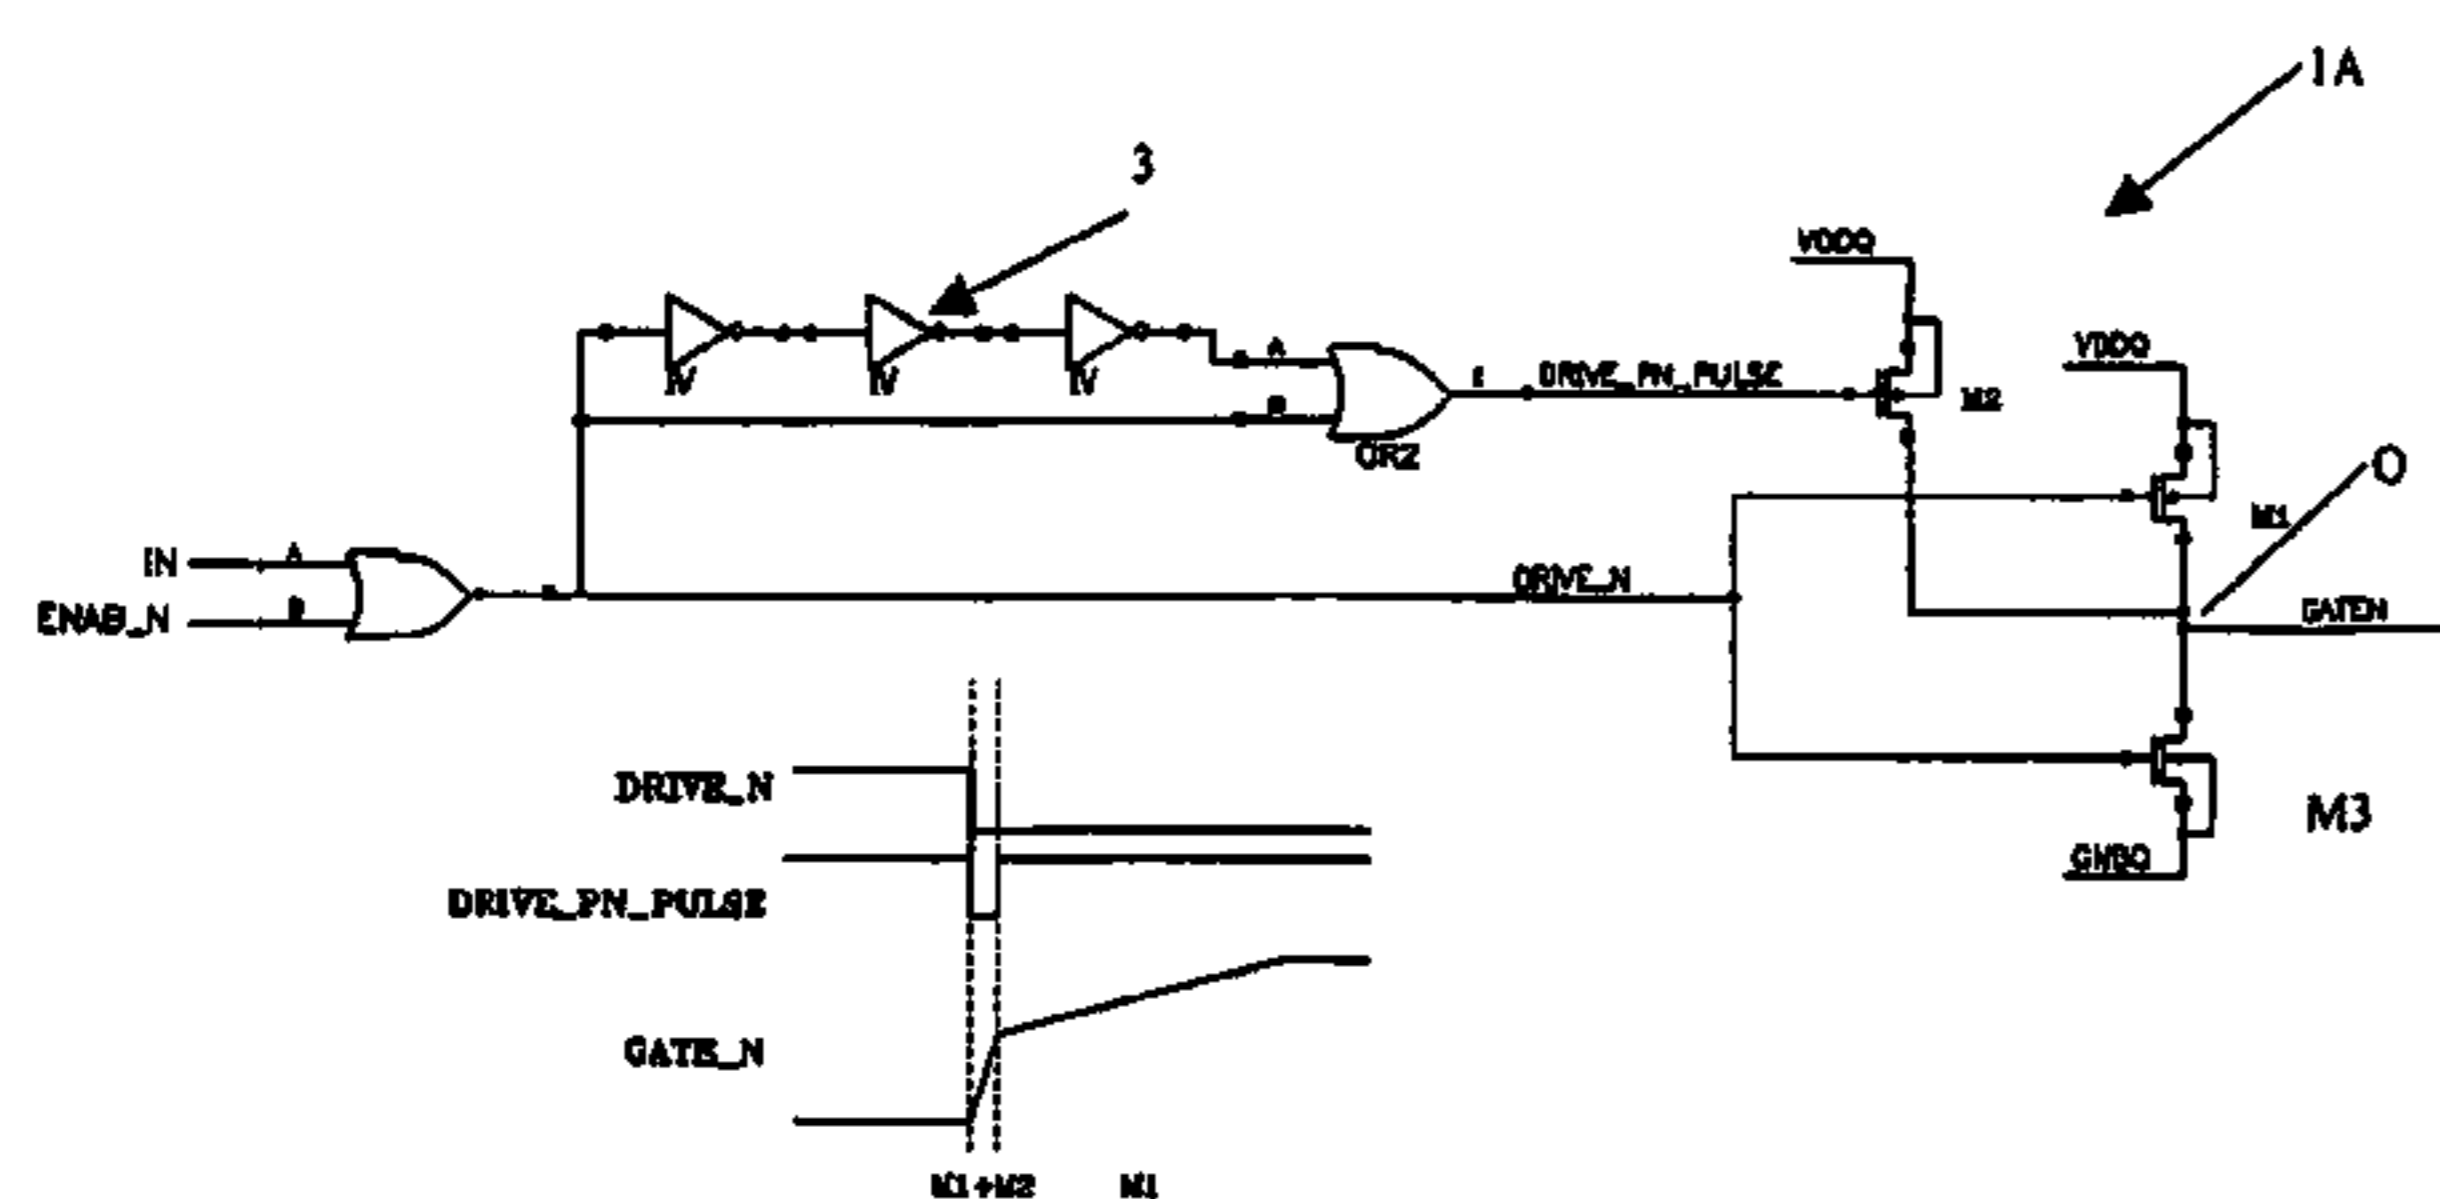 1A
3
VDDQ
VDDQ
A
DRIVE_PN_PULSE
M2
IV
IV
IV
B
OR2
O
M1
IN
A
DRIVE_N
ENAB_N
B
GATEN
DRIVE_N
M3
GNDQ
DRIVE_PN_PULSE
GATE_N
M1+M2
M1